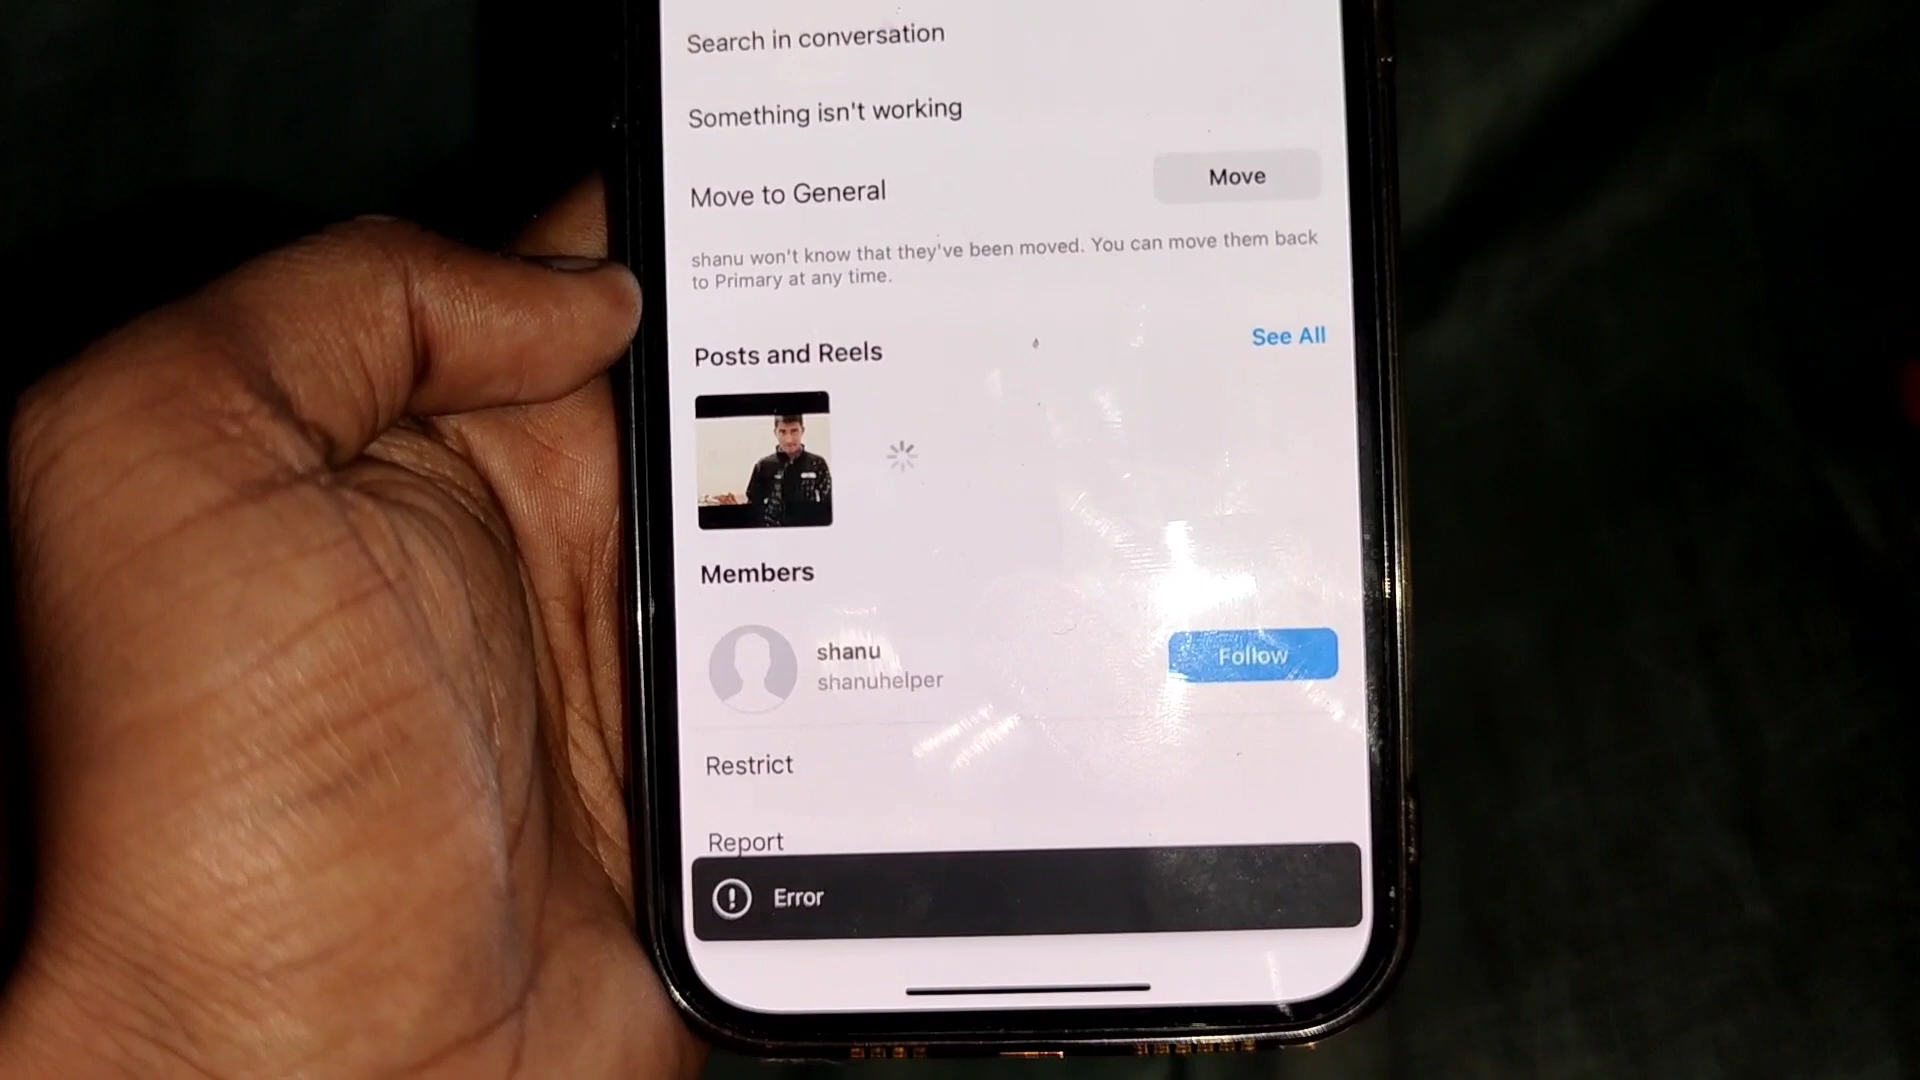 Search in conversation
Something isn't working
Move to General
Move
shanu won't know that they've been moved. You can move them back
to Primary at any time.
Posts and Reels
See All
Members
shanu
shanuhelper
Follow
Restrict
Report
Error